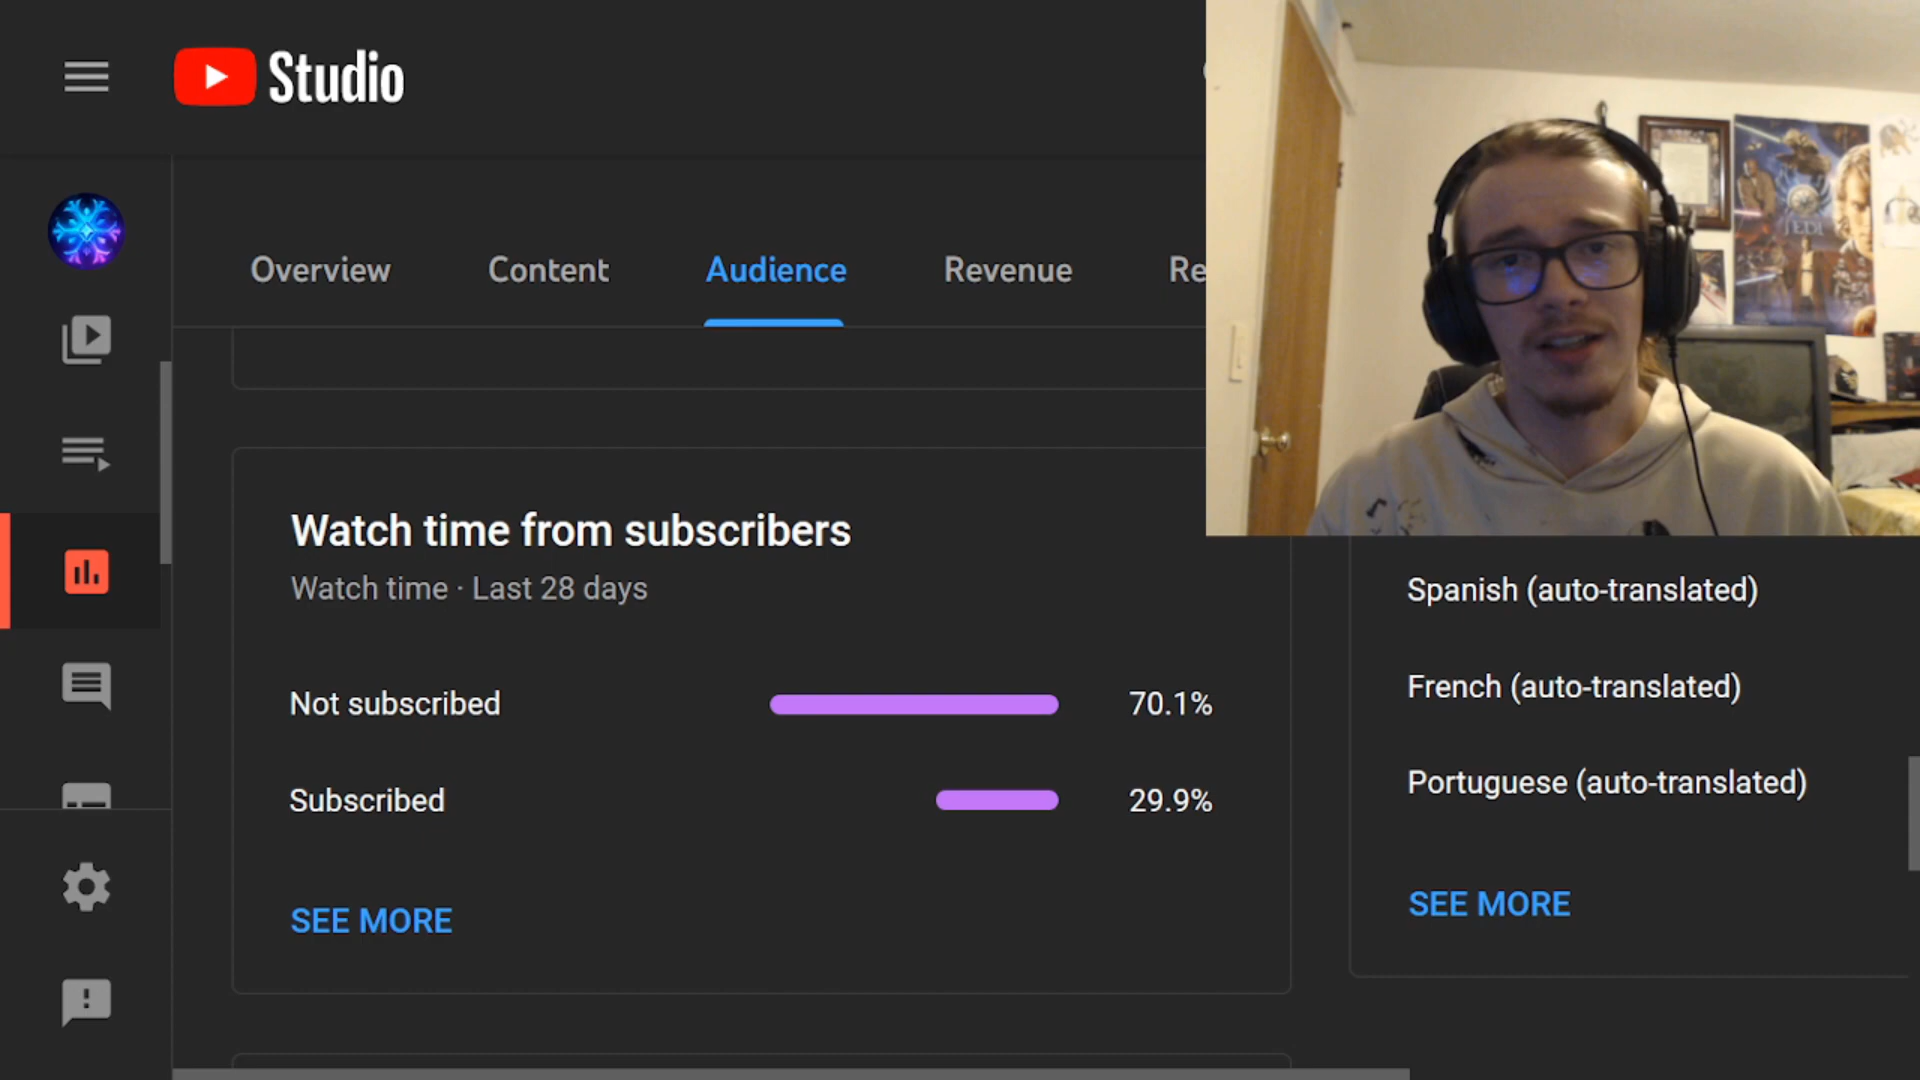 Studio
Overview
Content
Audience
Revenue
Re
JEDI
Watch time from subscribers
Watch time · Last 28 days
Not subscribed
70.1%
Subscribed
29.9%
SEE MORE
Spanish (auto-translated)
French (auto-translated)
Portuguese (auto-translated)
SEE MORE